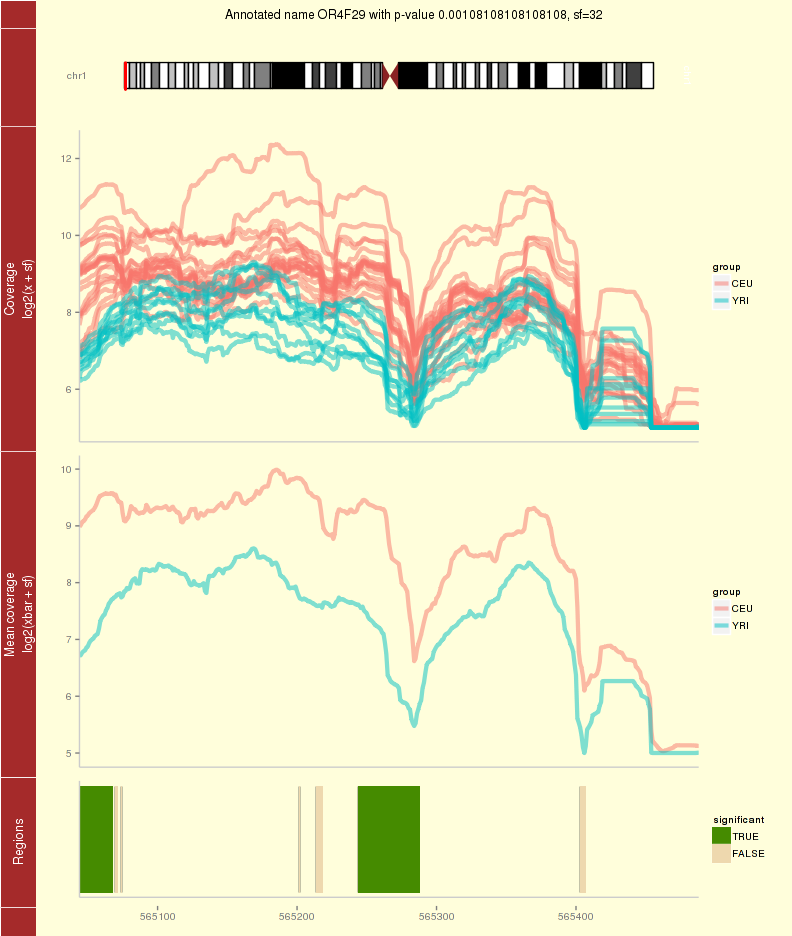 Annotated name OR4F29 with p-value 0.00108108108108108, sf=32
chr1
Coverage
log2(x + sf)
12
10
8
6
group
CEU
YRI
Mean coverage
log2(xbar + sf)
10
9
8
7
6
5
group
CEU
YRI
Regions
significant
TRUE
FALSE
565100
565200
565300
565400